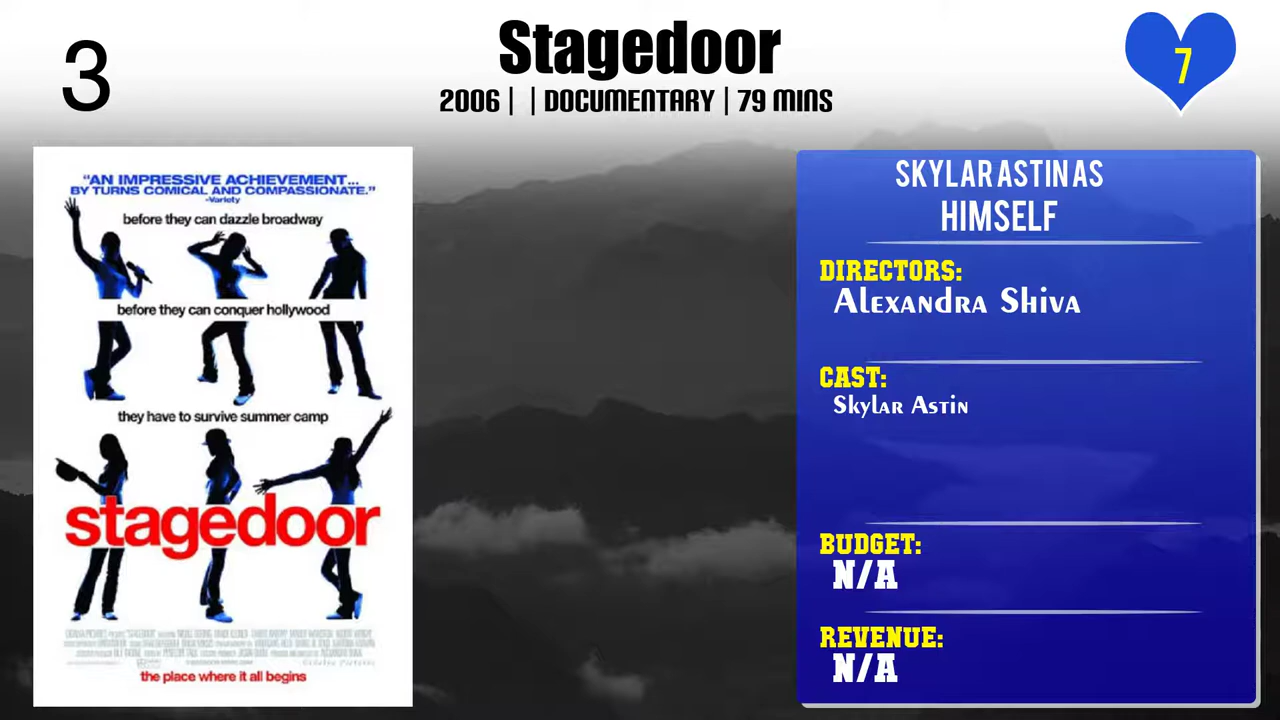 3
Stagedoor
2006 | | DOCUMENTARY | 79 MINS
7
"AN IMPRESSIVE ACHIEVEMENT...
BY TURNS COMICAL AND COMPASSIONATE."
-Variety
before they can dazzle broadway
before they can conquer hollywood
they have to survive summer camp
stagedoor
the place where it all begins
SKYLAR ASTIN AS
HIMSELF
DIRECTORS:
Alexandra Shiva
CAST:
Skylar Astin
BUDGET:
N/A
REVENUE:
N/A